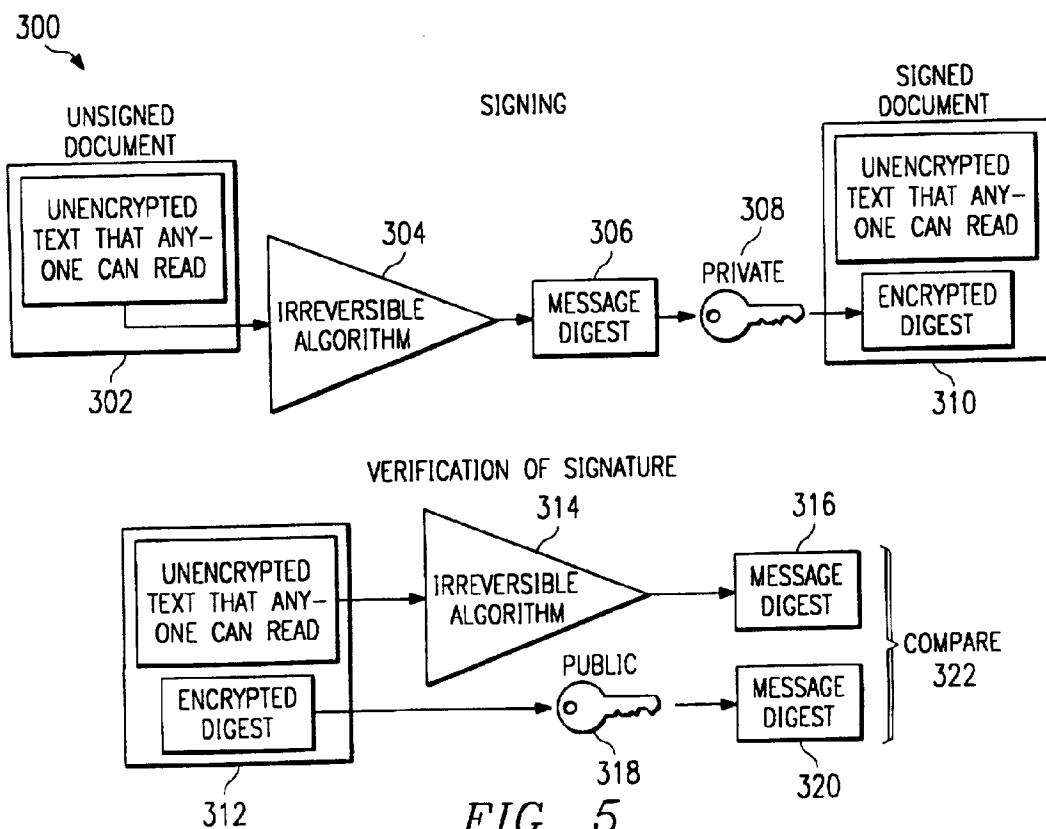 300
UNSIGNED
DOCUMENT
SIGNING
SIGNED
DOCUMENT
UNENCRYPTED
TEXT THAT ANY-
ONE CAN READ
302
304
IRREVERSIBLE
ALGORITHM
306
MESSAGE
DIGEST
308
PRIVATE
UNENCRYPTED
TEXT THAT ANY-
ONE CAN READ
ENCRYPTED
DIGEST
310
VERIFICATION OF SIGNATURE
UNENCRYPTED
TEXT THAT ANY-
ONE CAN READ
ENCRYPTED
DIGEST
312
314
IRREVERSIBLE
ALGORITHM
316
MESSAGE
DIGEST
PUBLIC
318
MESSAGE
DIGEST
320
COMPARE
322
FIG. 5